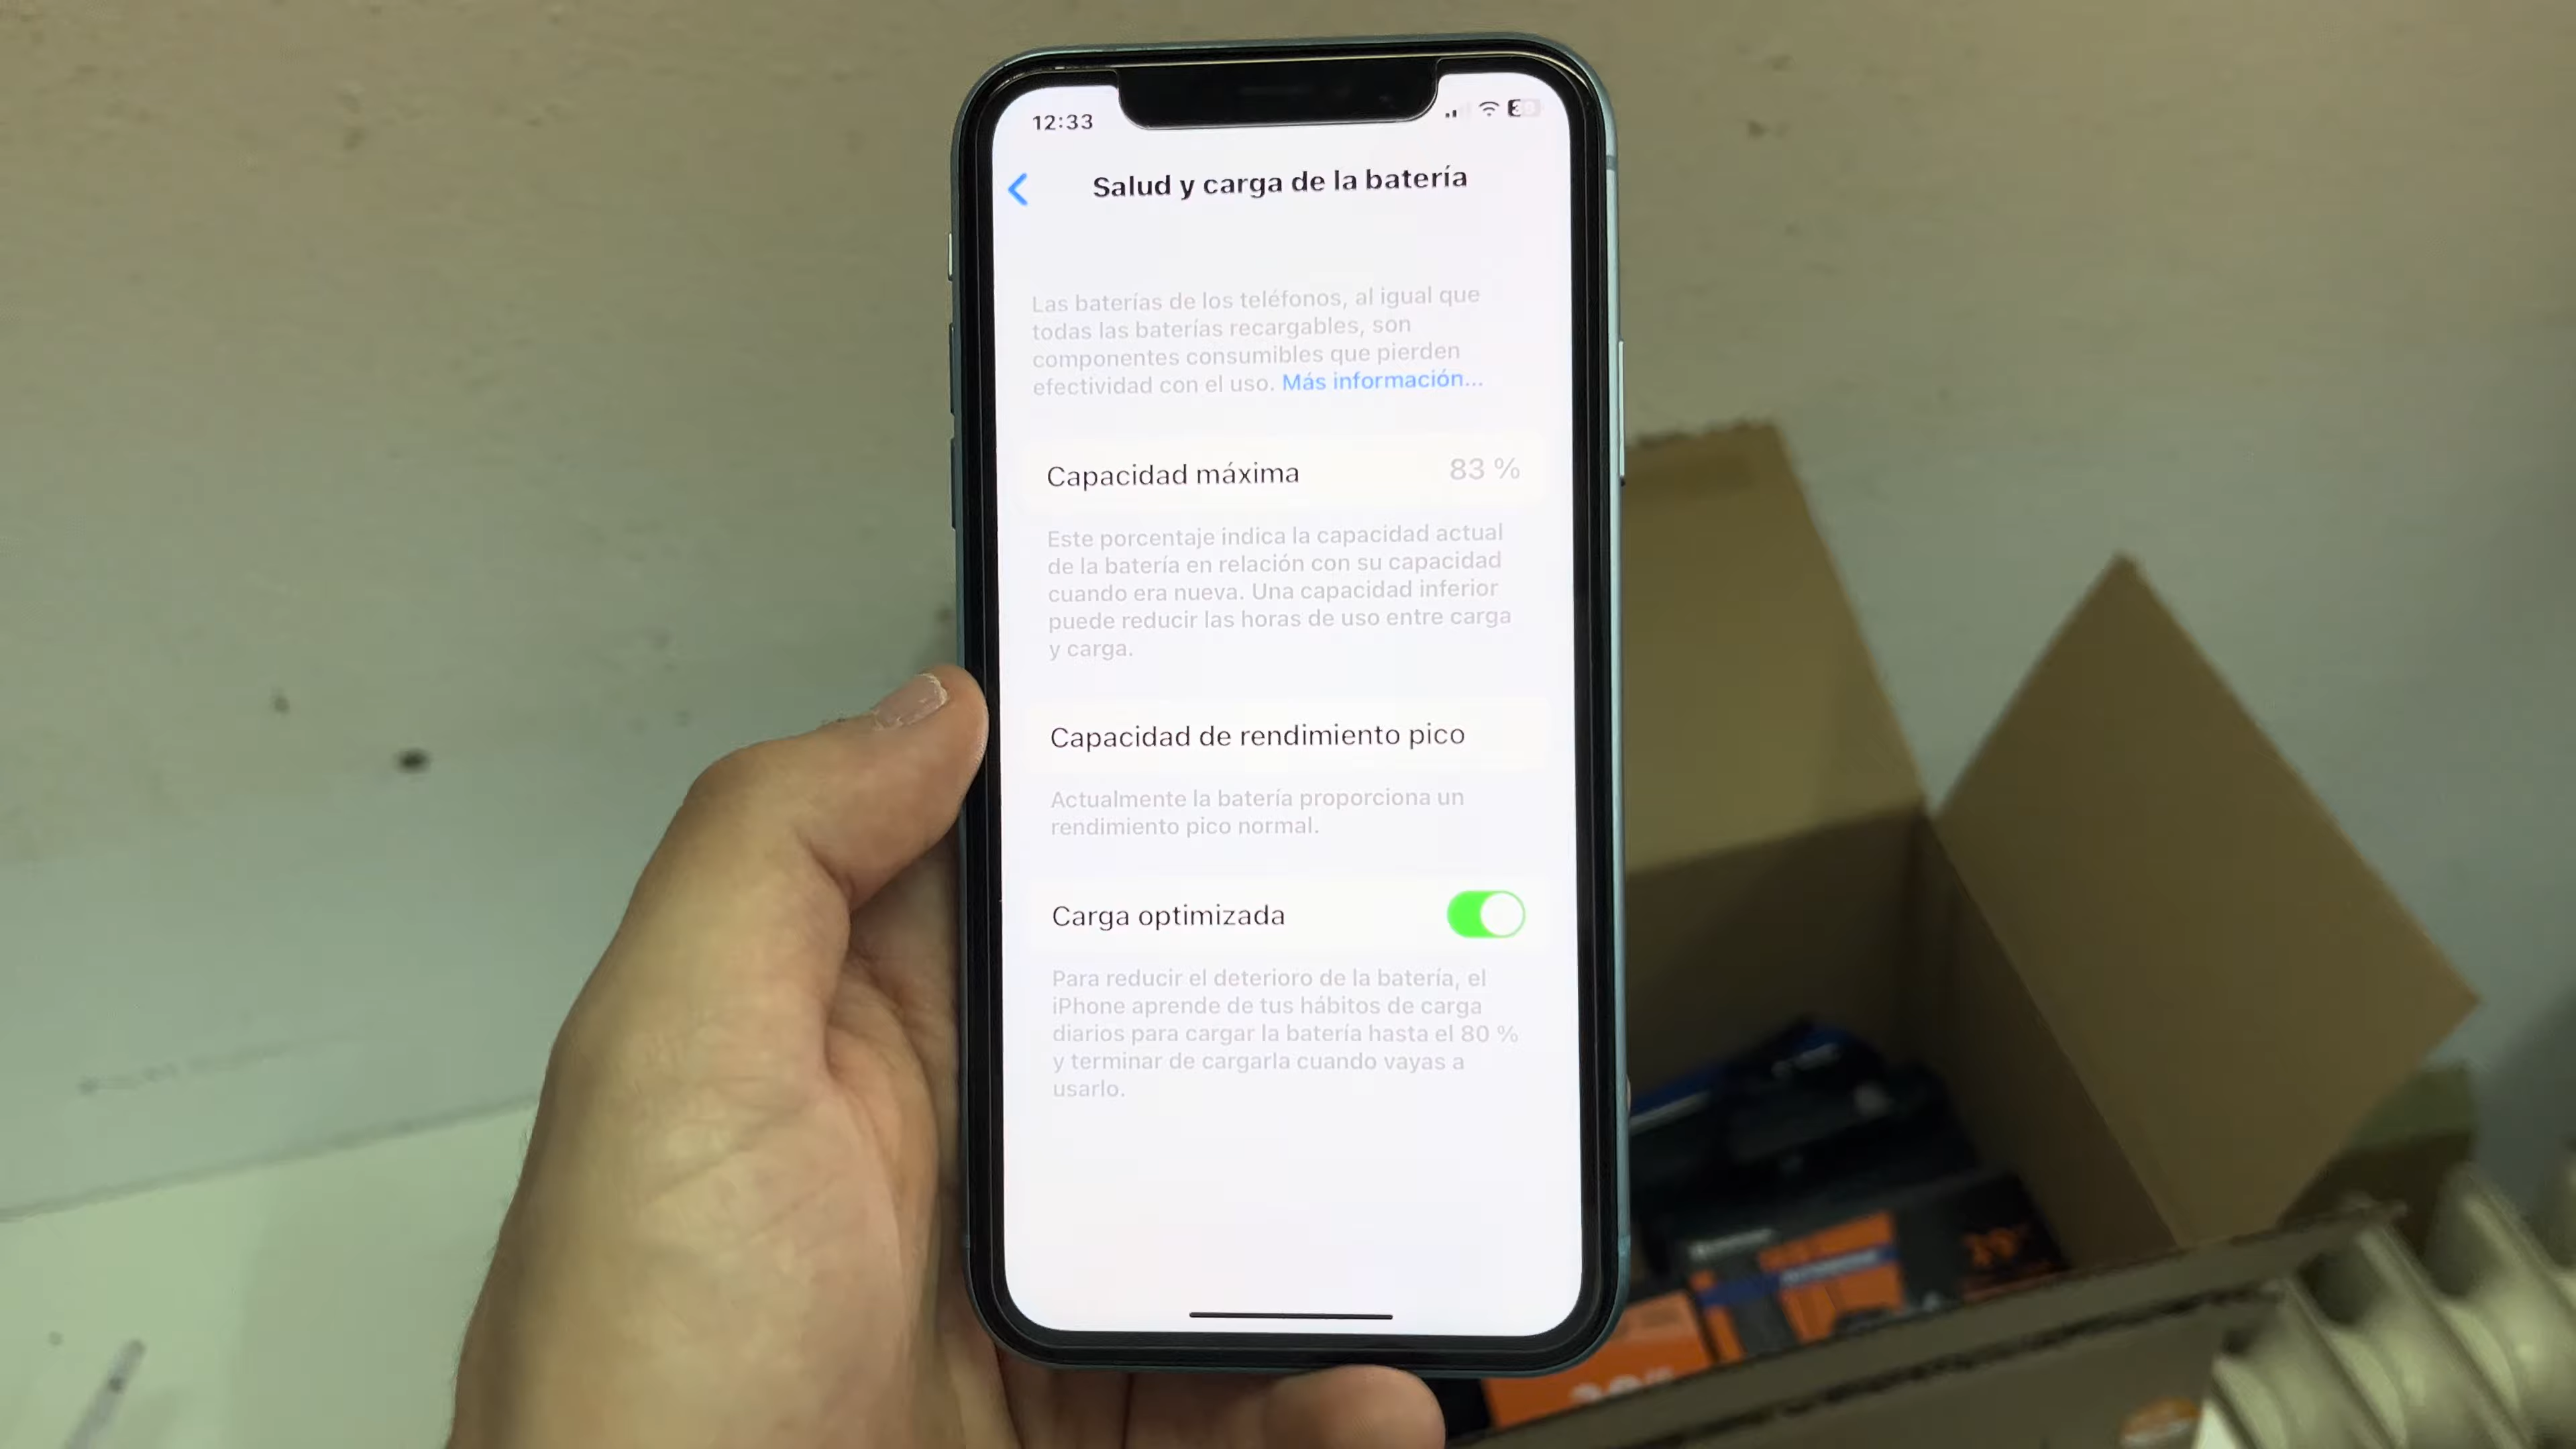 12:33
Salud y carga de la batería
Las baterías de los teléfonos, al igual que
todas las baterías recargables, son
componentes consumibles que pierden
efectividad con el uso. Más información...
Capacidad máxima 83 %
Este porcentaje indica la capacidad actual
de la batería en relación con su capacidad
cuando era nueva. Una capacidad inferior
puede reducir las horas de uso entre carga
y carga.
Capacidad de rendimiento pico
Actualmente la batería proporciona un
rendimiento pico normal.
Carga optimizada
Para reducir el deterioro de la batería, el
iPhone aprende de tus hábitos de carga
diarios para cargar la batería hasta el 80 %
y terminar de cargarla cuando vayas a
usarlo.